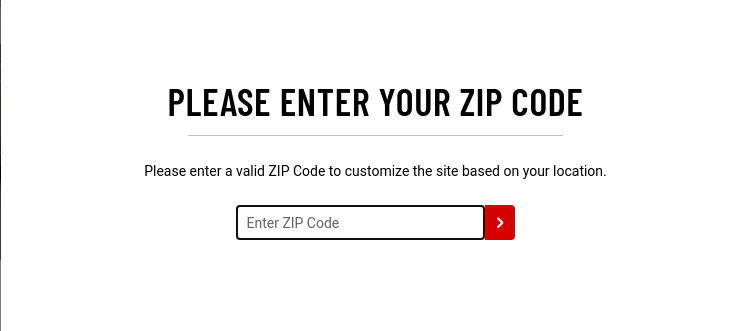 PLEASE ENTER YOUR ZIP CODE
Please enter a valid ZIP Code to customize the site based on your location.
Enter ZIP Code